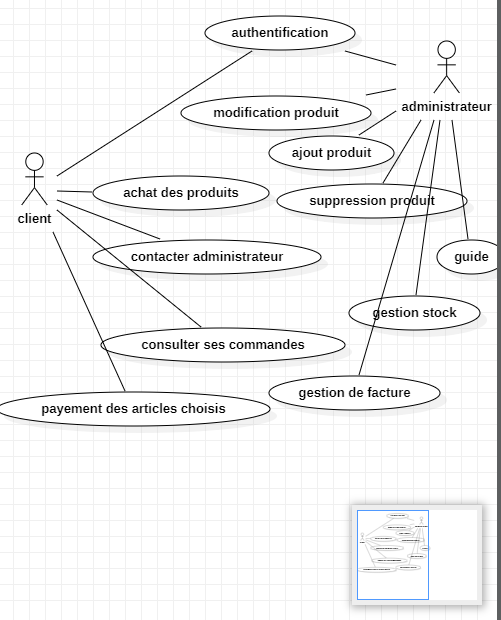 authentification
administrateur
modification produit
ajout produit
achat des produits
suppression produit
client
contacter administrateur
guide
gestion stock
consulter ses commandes
gestion de facture
payement des articles choisis